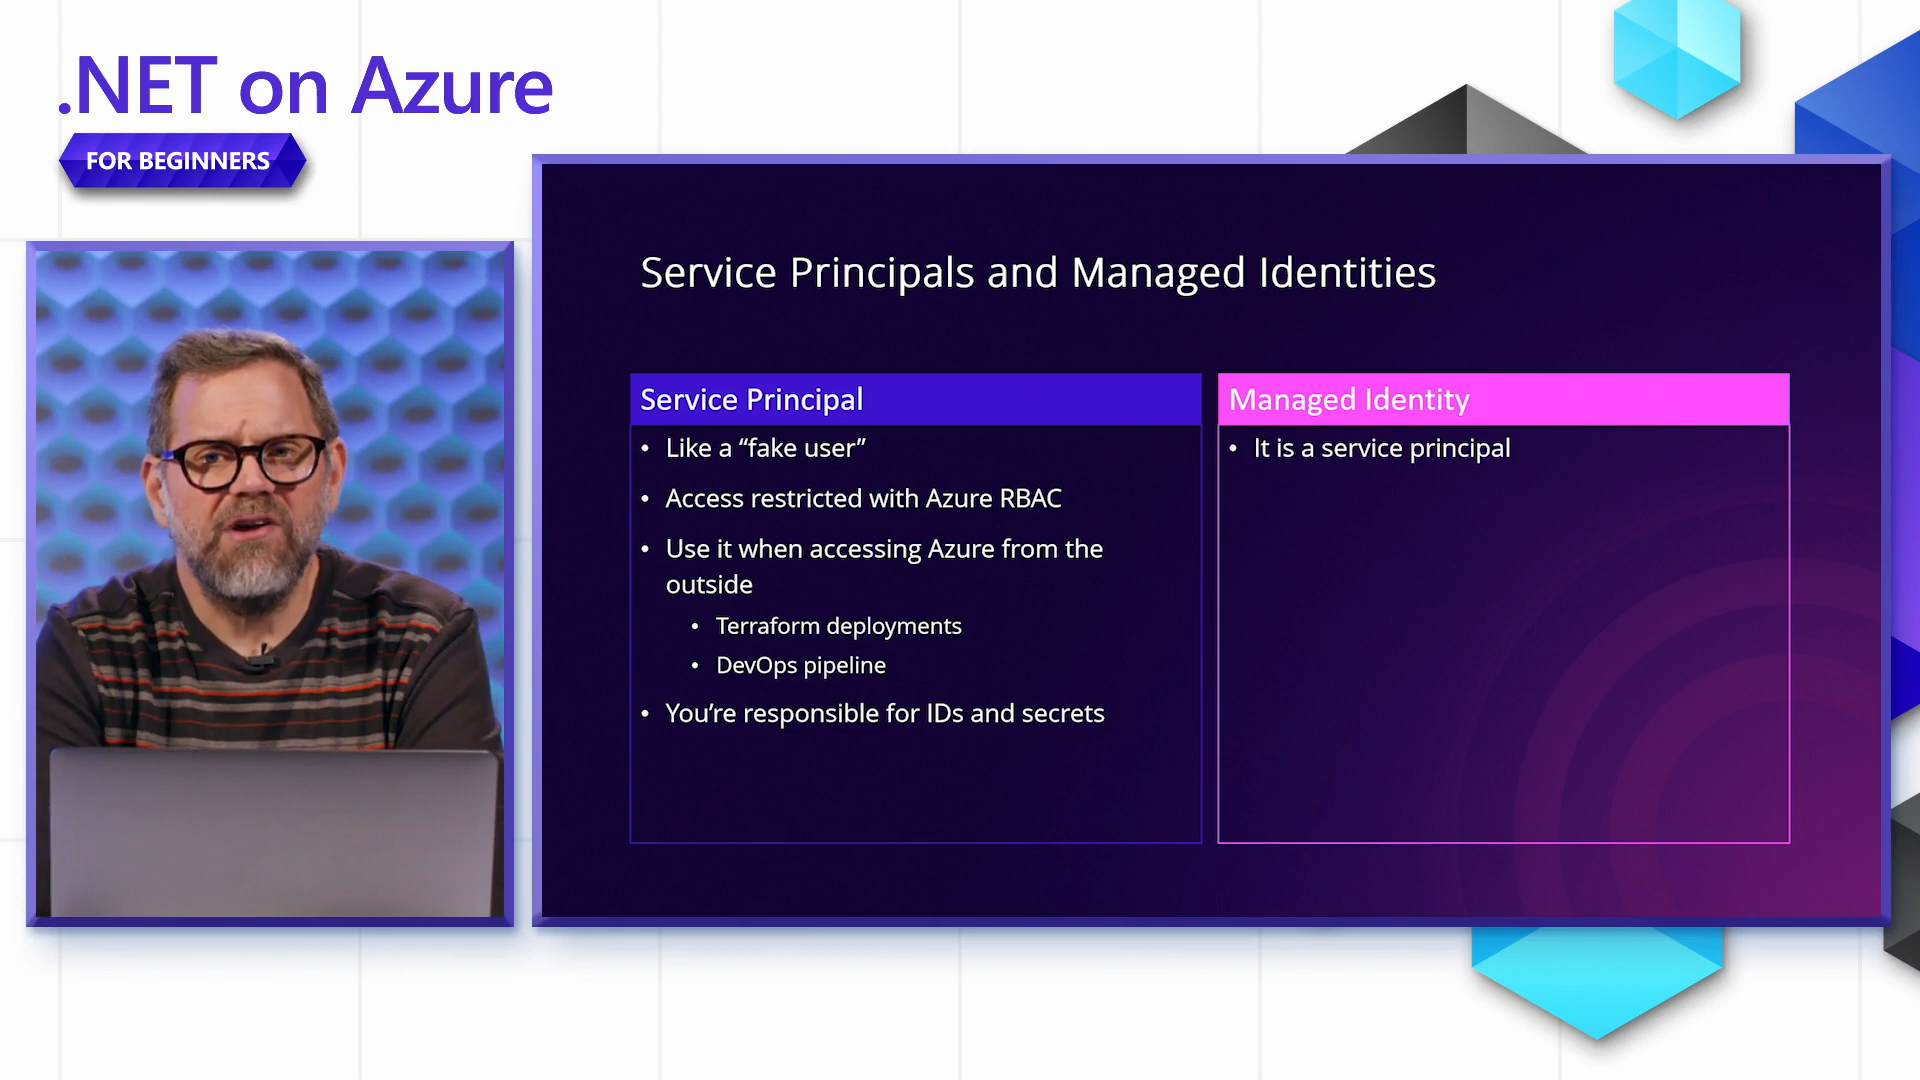 .NET on Azure
FOR BEGINNERS
Service Principals and Managed Identities
Service Principal
• Like a “fake user”
• Access restricted with Azure RBAC
• Use it when accessing Azure from the
outside
• Terraform deployments
• DevOps pipeline
• You’re responsible for IDs and secrets
Managed Identity
• It is a service principal